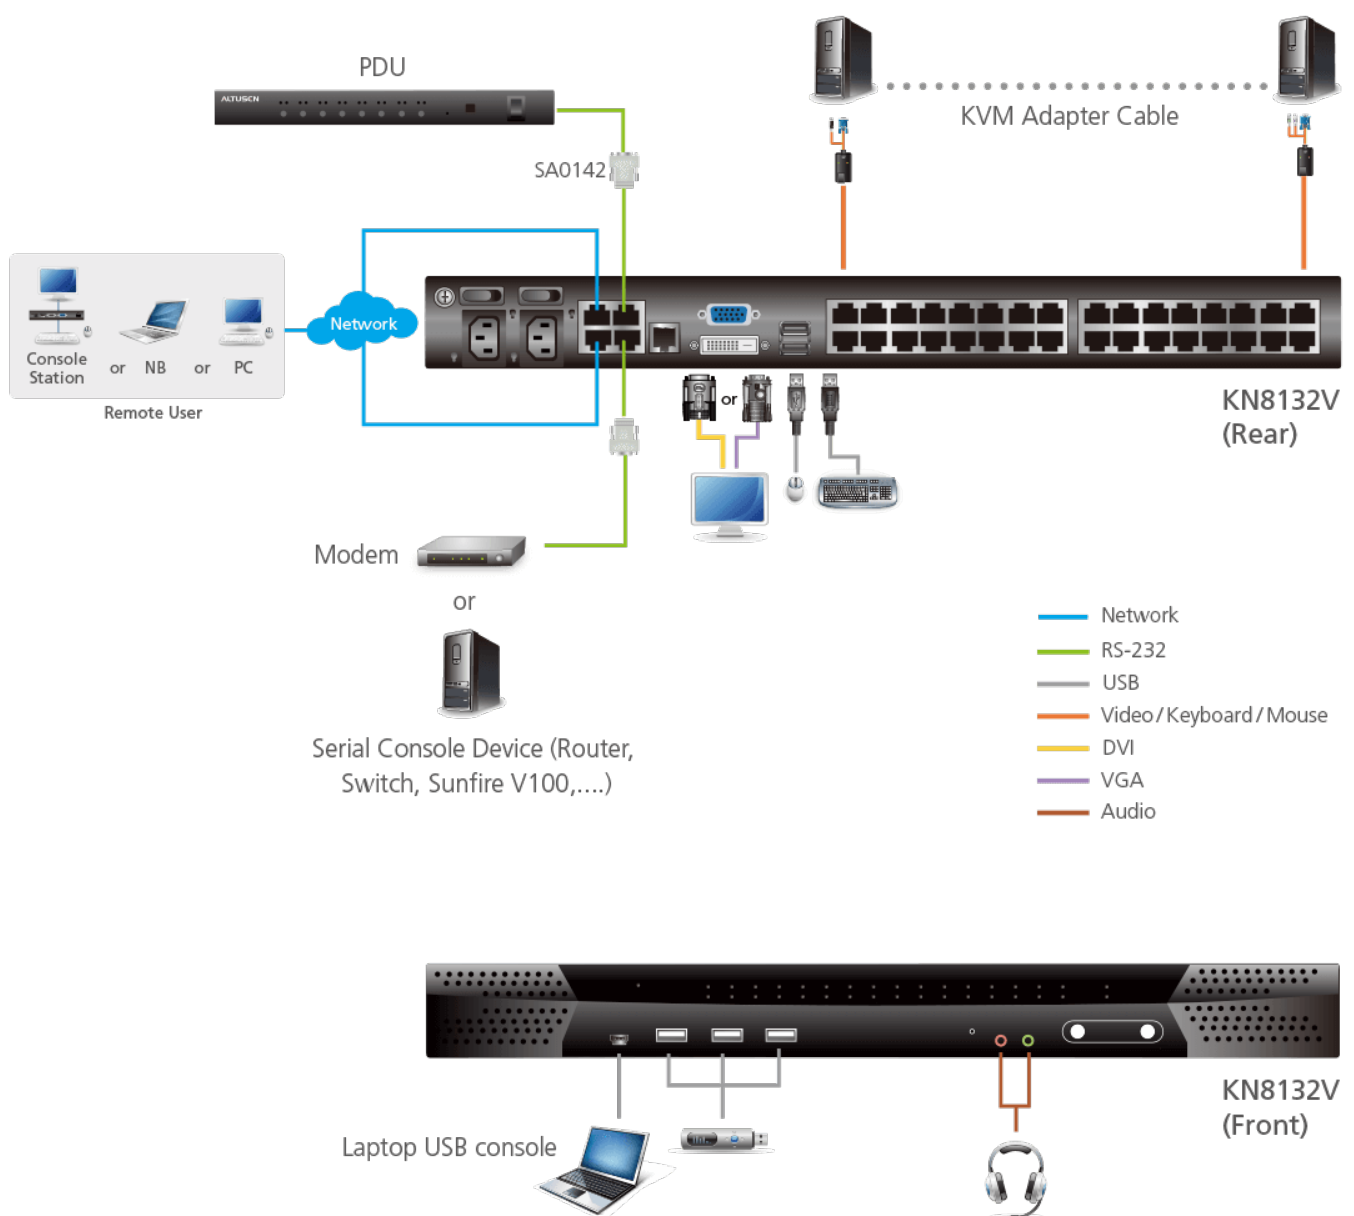 PDU
ALTUSEN
KVM Adapter Cable
SA0142
Network
Console
Station
or
NB
or
PC
Remote User
or
KN8132V
(Rear)
Modem
or
Serial Console Device (Router,
Switch, Sunfire V100,....)
Network
RS-232
USB
Video/Keyboard/Mouse
DVI
VGA
Audio
KN8132V
(Front)
Laptop USB console